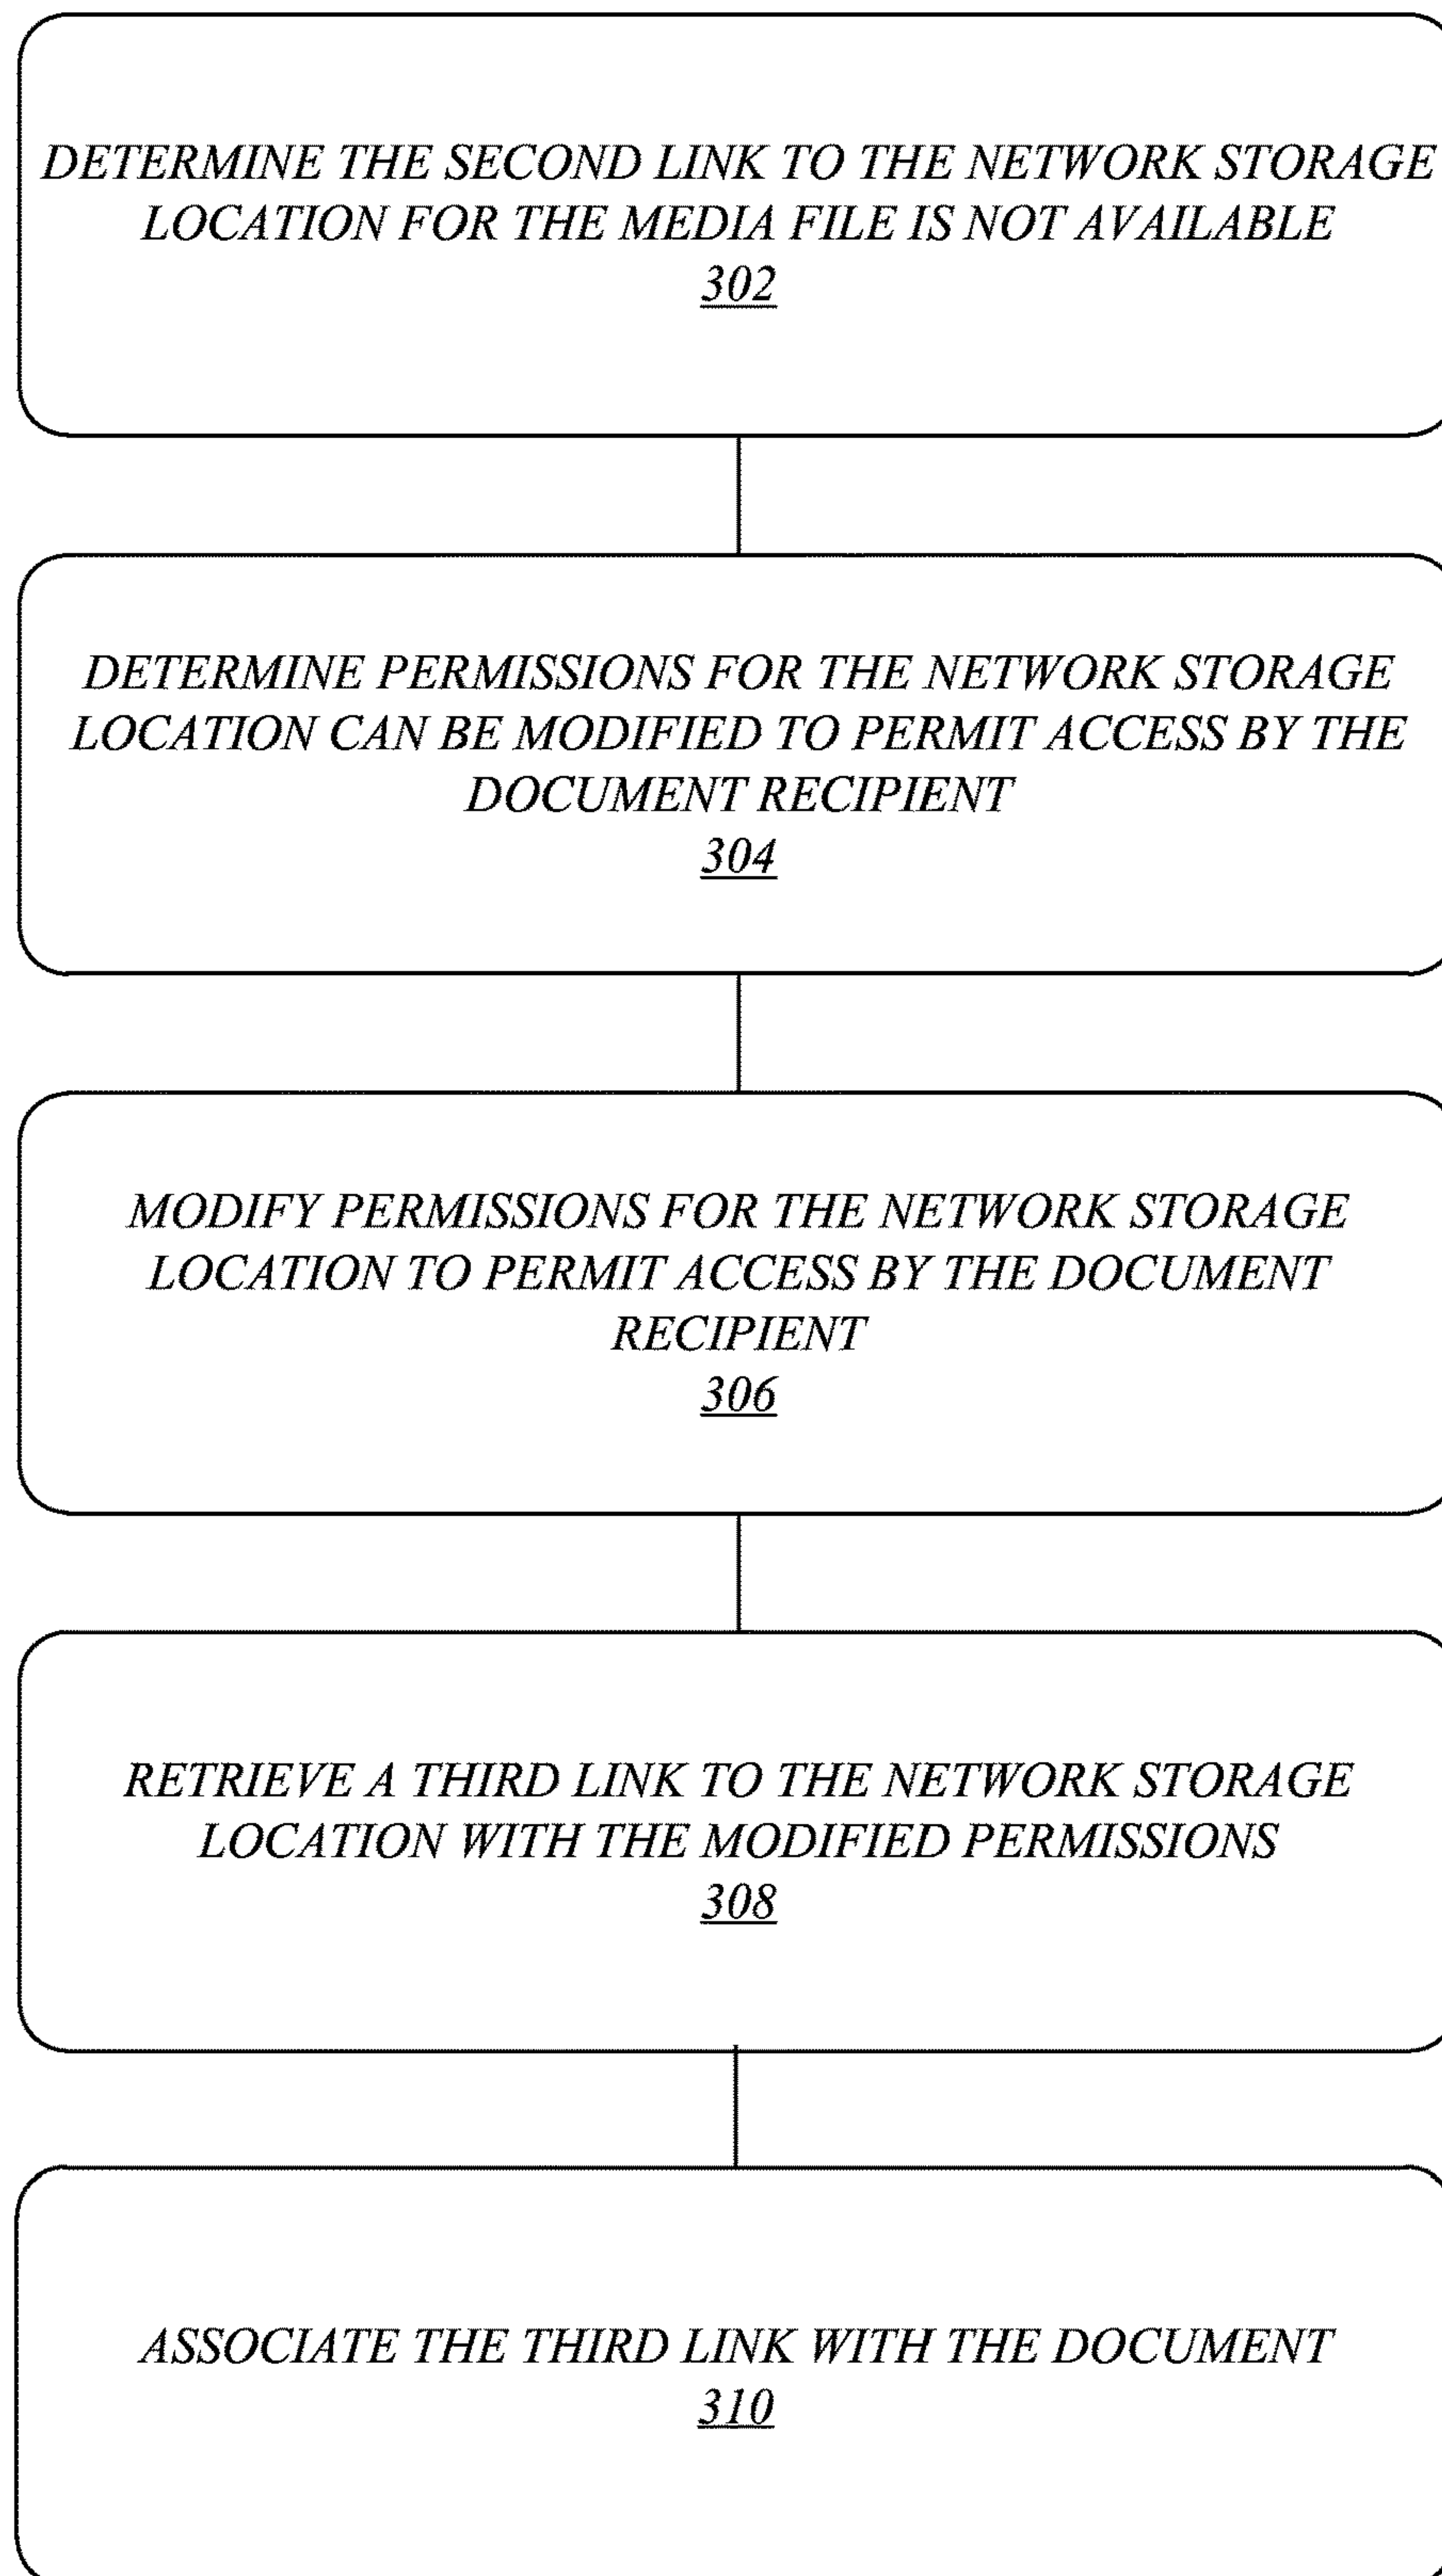 DETERMINE THE SECOND LINK TO THE NETWORK STORAGE
LOCATION FOR THE MEDIA FILE IS NOT AVAILABLE
302
DETERMINE PERMISSIONS FOR THE NETWORK STORAGE
LOCATION CAN BE MODIFIED TO PERMIT ACCESS BY THE
DOCUMENT RECIPIENT
304
MODIFY PERMISSIONS FOR THE NETWORK STORAGE
LOCATION TO PERMIT ACCESS BY THE DOCUMENT
RECIPIENT
306
RETRIEVE A THIRD LINK TO THE NETWORK STORAGE
LOCATION WITH THE MODIFIED PERMISSIONS
308
ASSOCIATE THE THIRD LINK WITH THE DOCUMENT
310